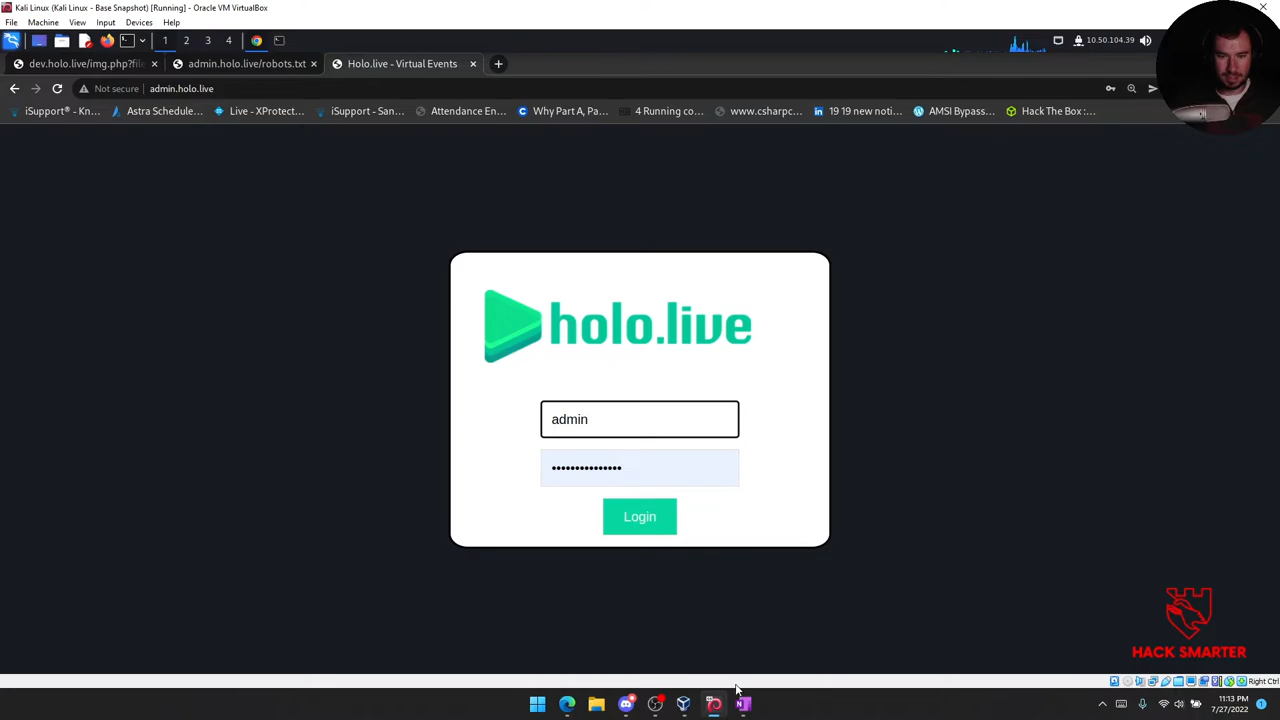 Kali Linux (Kali Linux - Base Snapshot) [Running] - Oracle VM VirtualBox
File Machine View Input Devices Help
1 2 3 4 10.50.104.39
dev.holo.live/img.php?file admin.holo.live/robots.txt Holo.live - Virtual Events
Not secure admin.holo.live
iSupport® - Kn... Astra Schedule... Live - XProtect... iSupport - San... Attendance En... Why Part A, Pa... 4 Running co... www.csharpc... 19 19 new noti... AMSI Bypass... Hack The Box :...
holo.live
admin
•••••••••••••••
Login
HACK SMARTER
Right Ctrl
11:13 PM
7/27/2022